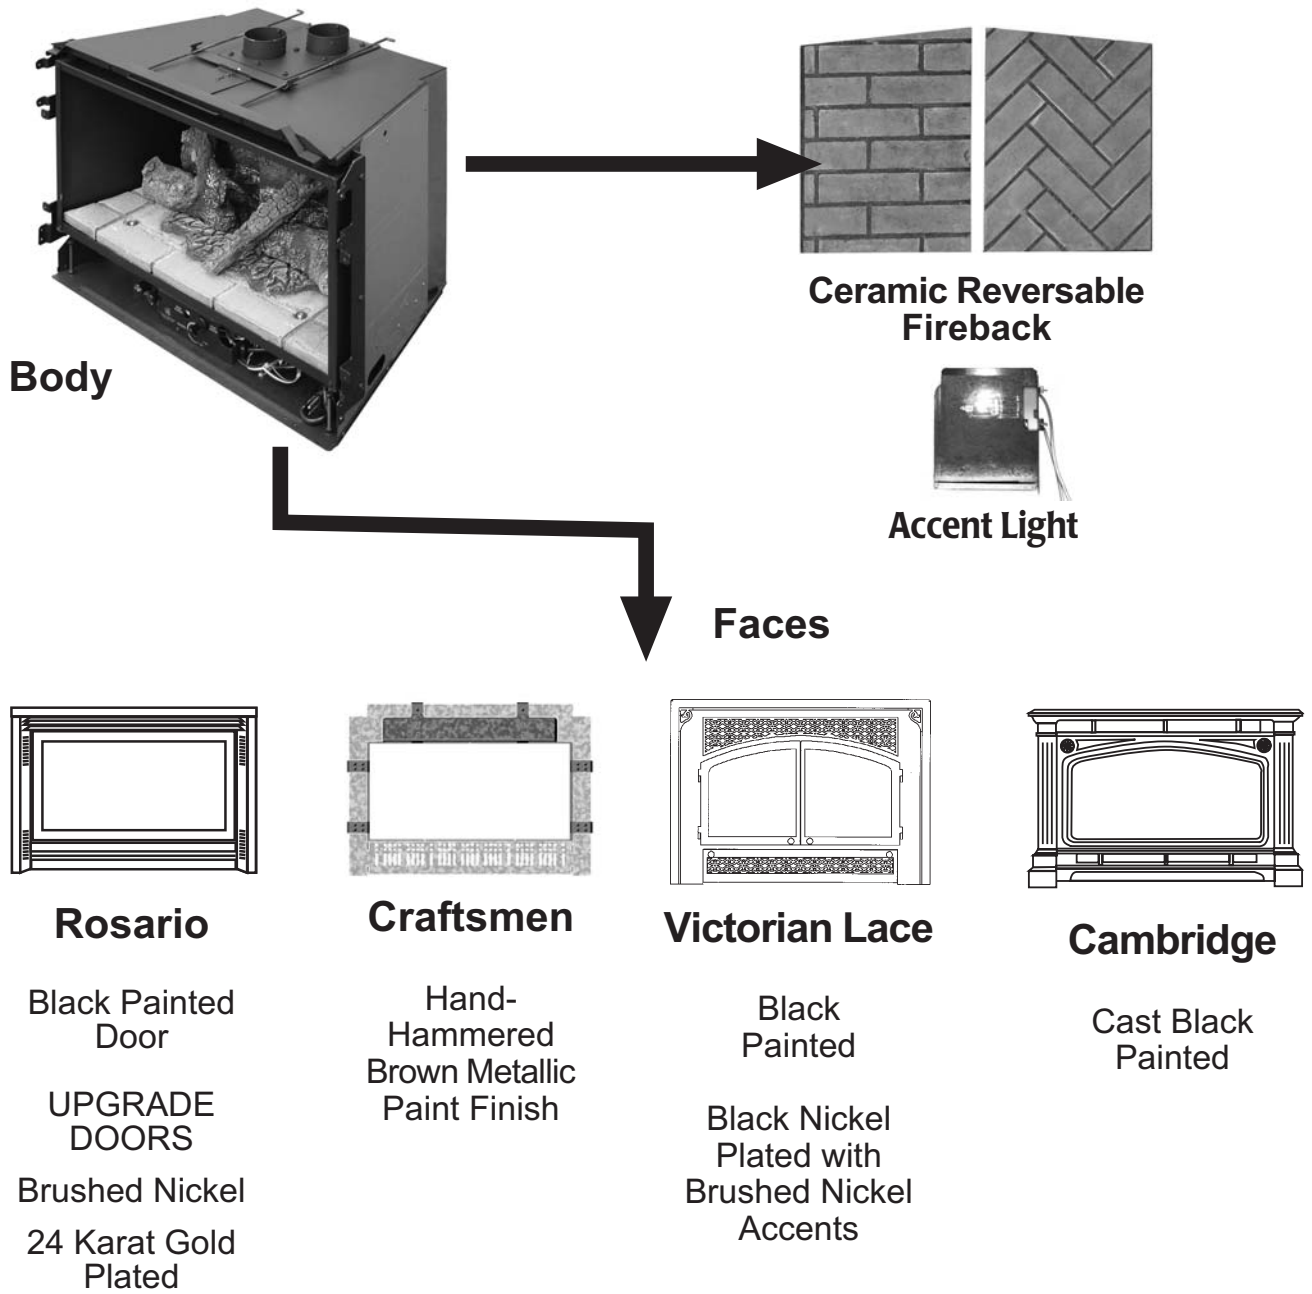 Body
Ceramic Reversable
Fireback
Accent Light
Faces
Rosario
Black Painted
Door
UPGRADE
DOORS
Brushed Nickel
24 Karat Gold
Plated
Craftsmen
Hand-
Hammered
Brown Metallic
Paint Finish
Victorian Lace
Black
Painted
Black Nickel
Plated with
Brushed Nickel
Accents
Cambridge
Cast Black
Painted